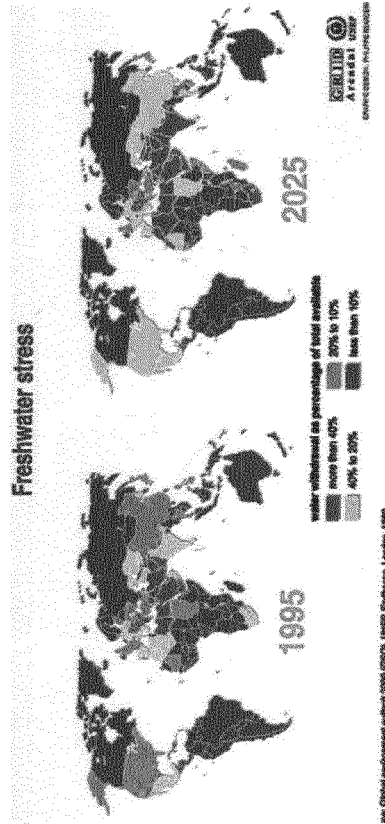 Freshwater stress
1995
2025
water withdrawal as percentage of total available
more than 40%
40% to 20%
20% to 10%
less than 10%
GRID
Arendal UNEP